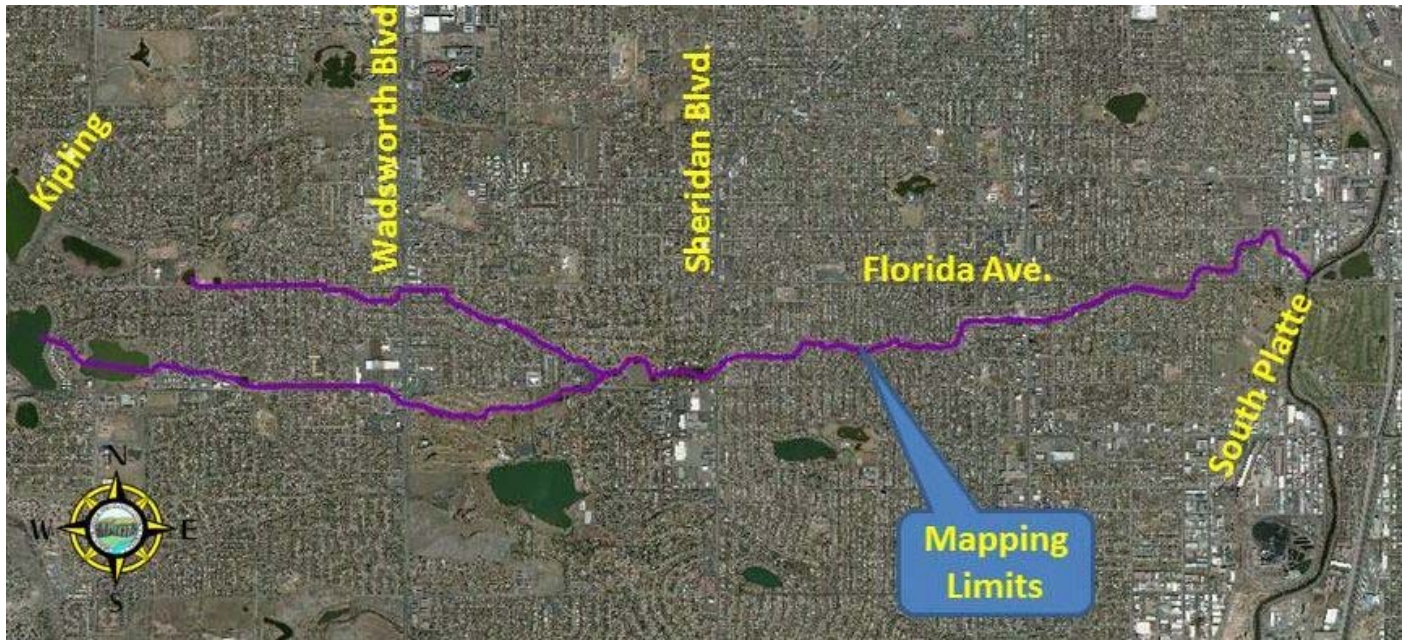 Wadsworth Blvd
Sheridan Blvd.
Kipling
Florida Ave.
South Platte
Mapping
Limits
N
W
E
S